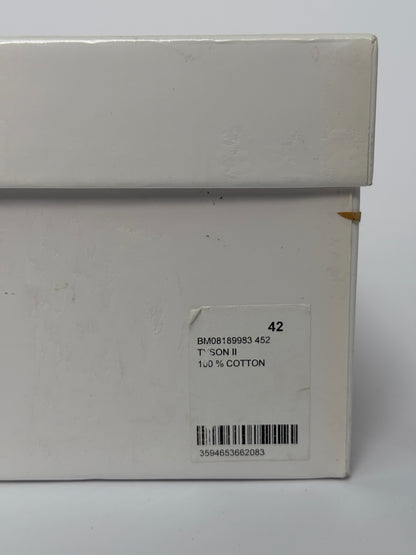 42
BM08189983 452
TYSON II
100 % COTTON
3594653662083